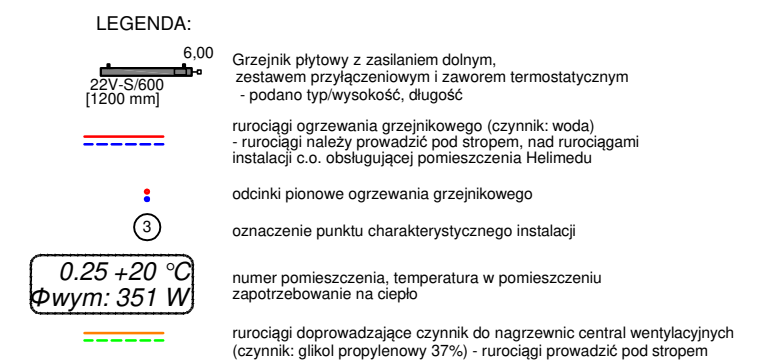 LEGENDA:
6,00
22V-S/600
[1200 mm]
Grzejnik płytowy z zasilaniem dolnym,
zestawem przyłączeniowym i zaworem termostatycznym
- podano typ/wysokość, długość
rurociągi ogrzewania grzejnikowego (czynnik: woda)
- rurociągi należy prowadzić pod stropem, nad rurociągami
instalacji c.o. obsługującej pomieszczenia Helimedu
odcinki pionowe ogrzewania grzejnikowego
3
oznaczenie punktu charakterystycznego instalacji
0.25 +20 °C
Φwym: 351 W
numer pomieszczenia, temperatura w pomieszczeniu
zapotrzebowanie na ciepło
rurociągi doprowadzające czynnik do nagrzewnic central wentylacyjnych
(czynnik: glikol propylenowy 37%) - rurociągi prowadzić pod stropem